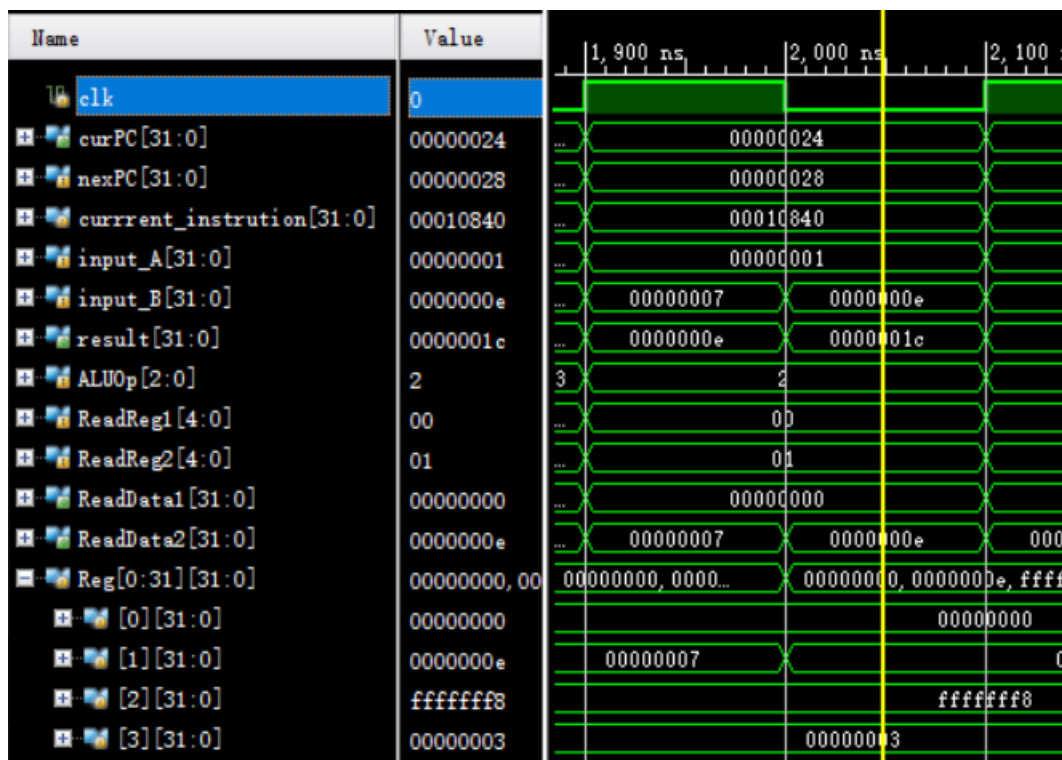 Name Value 1,900 ns 2,000 ns 2,100
clk 0
curPC[31:0] 00000024 ... 00000024
nexPC[31:0] 00000028 ... 00000028
currrent_instrution[31:0] 00010840 ... 00010840
input_A[31:0] 00000001 ... 00000001
input_B[31:0] 0000000e ... 00000007 0000000e
result[31:0] 0000001c ... 0000000e 0000001c
ALUOp[2:0] 2 3 2
ReadReg1[4:0] 00 ... 00
ReadReg2[4:0] 01 ... 01
ReadData1[31:0] 00000000 ... 00000000
ReadData2[31:0] 0000000e ... 00000007 0000000e 000
Reg[0:31][31:0] 00000000,00 00000000,0000... 00000000,0000000e,ffff
[0][31:0] 00000000 00000000
[1][31:0] 0000000e 00000007 0
[2][31:0] fffffff8 fffffff8
[3][31:0] 00000003 00000003